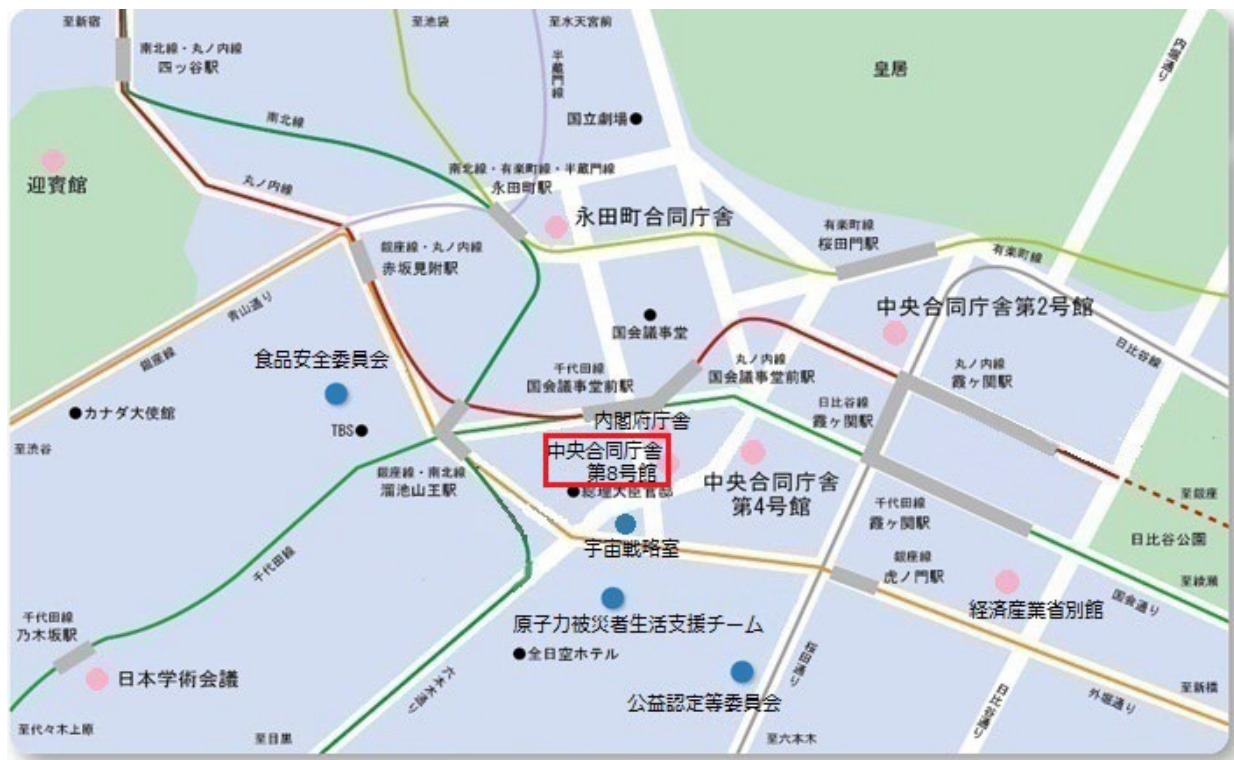 至新宿
至池袋
至水天宮前
内堀通り
南北線・丸ノ内線
四ッ谷駅
半蔵門線
皇居
南北線
国立劇場●
迎賓館
丸ノ内線
南北線・有楽町線・半蔵門線
永田町駅
永田町合同庁舎
有楽町線
桜田門駅
銀座線・丸ノ内線
赤坂見附駅
有楽町線
青山通り
中央合同庁舎第2号館
国会議事堂
日比谷線
銀座線
食品安全委員会
千代田線
国会議事堂前駅
丸ノ内線
国会議事堂前駅
丸ノ内線
霞ヶ関駅
●カナダ大使館
TBS●
内閣府庁舎
日比谷線
霞ヶ関駅
至渋谷
中央合同庁舎
第8号館
中央合同庁舎
第4号館
銀座線・南北線
溜池山王駅
●総理大臣官邸
至銀座
千代田線
霞ヶ関駅
日比谷公園
宇宙戦略室
千代田線
銀座線
虎ノ門駅
至綾瀬
国会通り
経済産業省別館
千代田線
乃木坂駅
原子力被災者生活支援チーム
●全日空ホテル
桜田通り
日本学術会議
六本木通り
公益認定等委員会
外堀通り
日比谷通り
至新橋
至代々木上原
至目黒
至六本木